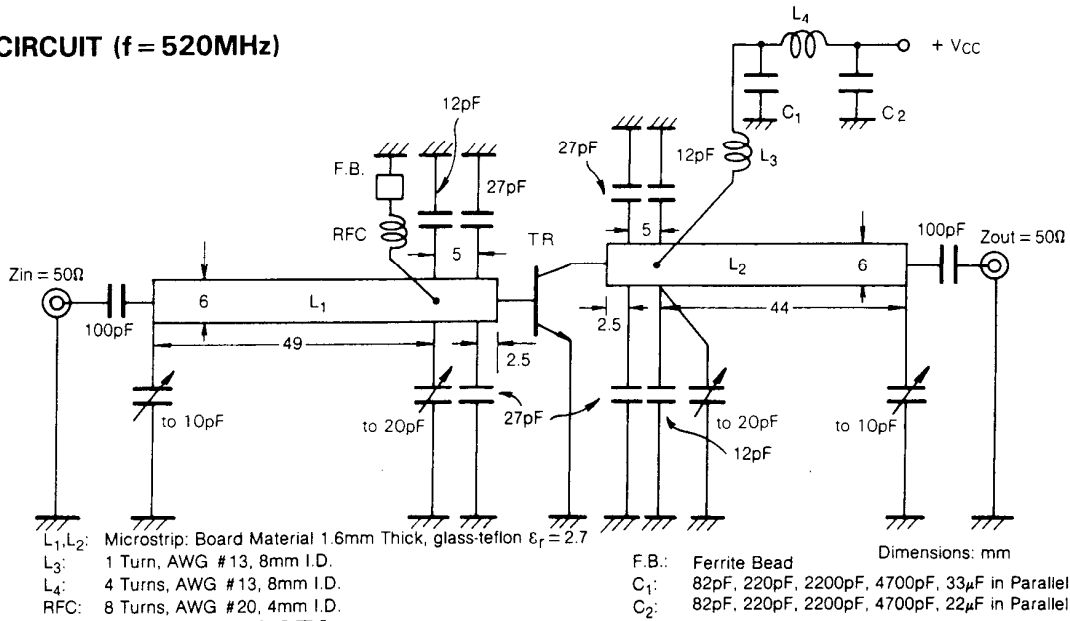 CIRCUIT (f = 520MHz)
L4
+ VCC
C1
C2
12pF
27pF
12pF
L3
F.B.
27pF
RFC
5
TR
5
100pF
Zout = 50Ω
Zin = 50Ω
6
L1
L2
6
100pF
49
2.5
2.5
44
to 10pF
to 20pF
27pF
to 20pF
to 10pF
12pF
L1,L2: Microstrip: Board Material 1.6mm Thick, glass-teflon εr = 2.7
L3: 1 Turn, AWG #13, 8mm I.D.
L4: 4 Turns, AWG #13, 8mm I.D.
RFC: 8 Turns, AWG #20, 4mm I.D.
Dimensions: mm
F.B.: Ferrite Bead
C1: 82pF, 220pF, 2200pF, 4700pF, 33µF in Parallel
C2: 82pF, 220pF, 2200pF, 4700pF, 22µF in Parallel